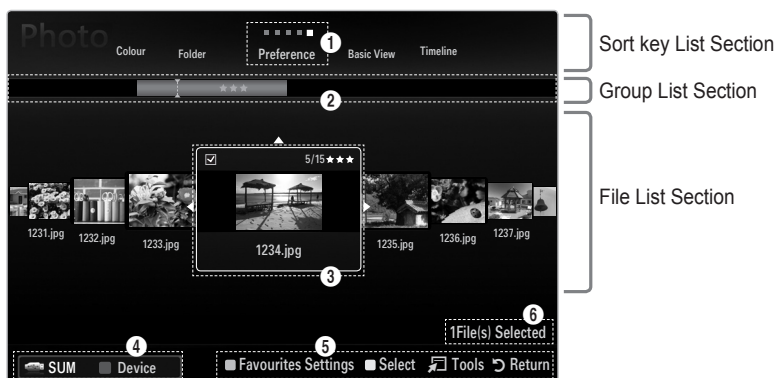 Photo
Colour Folder Preference Basic View Timeline
1
Sort key List Section
★★★
2
Group List Section
5/15★★★
1231.jpg 1232.jpg 1233.jpg 1234.jpg 1235.jpg 1236.jpg 1237.jpg
3
File List Section
6
1File(s) Selected
4
5
SUM Device Favourites Settings Select Tools Return